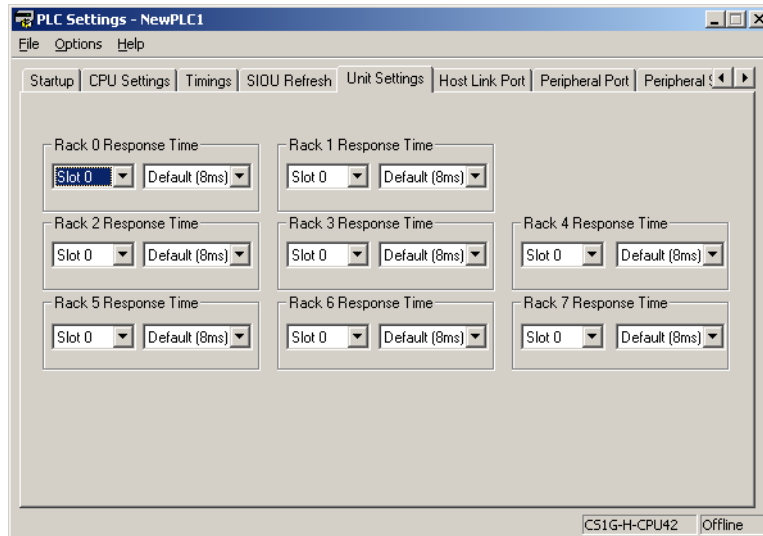 PLC Settings - NewPLC1
File Options Help
Startup CPU Settings Timings SIOU Refresh Unit Settings Host Link Port Peripheral Port Peripheral
Rack 0 Response Time Rack 1 Response Time
Slot 0 Default (8ms) Slot 0 Default (8ms)
Rack 2 Response Time Rack 3 Response Time Rack 4 Response Time
Slot 0 Default (8ms) Slot 0 Default (8ms) Slot 0 Default (8ms)
Rack 5 Response Time Rack 6 Response Time Rack 7 Response Time
Slot 0 Default (8ms) Slot 0 Default (8ms) Slot 0 Default (8ms)
CS1G-H-CPU42 Offline